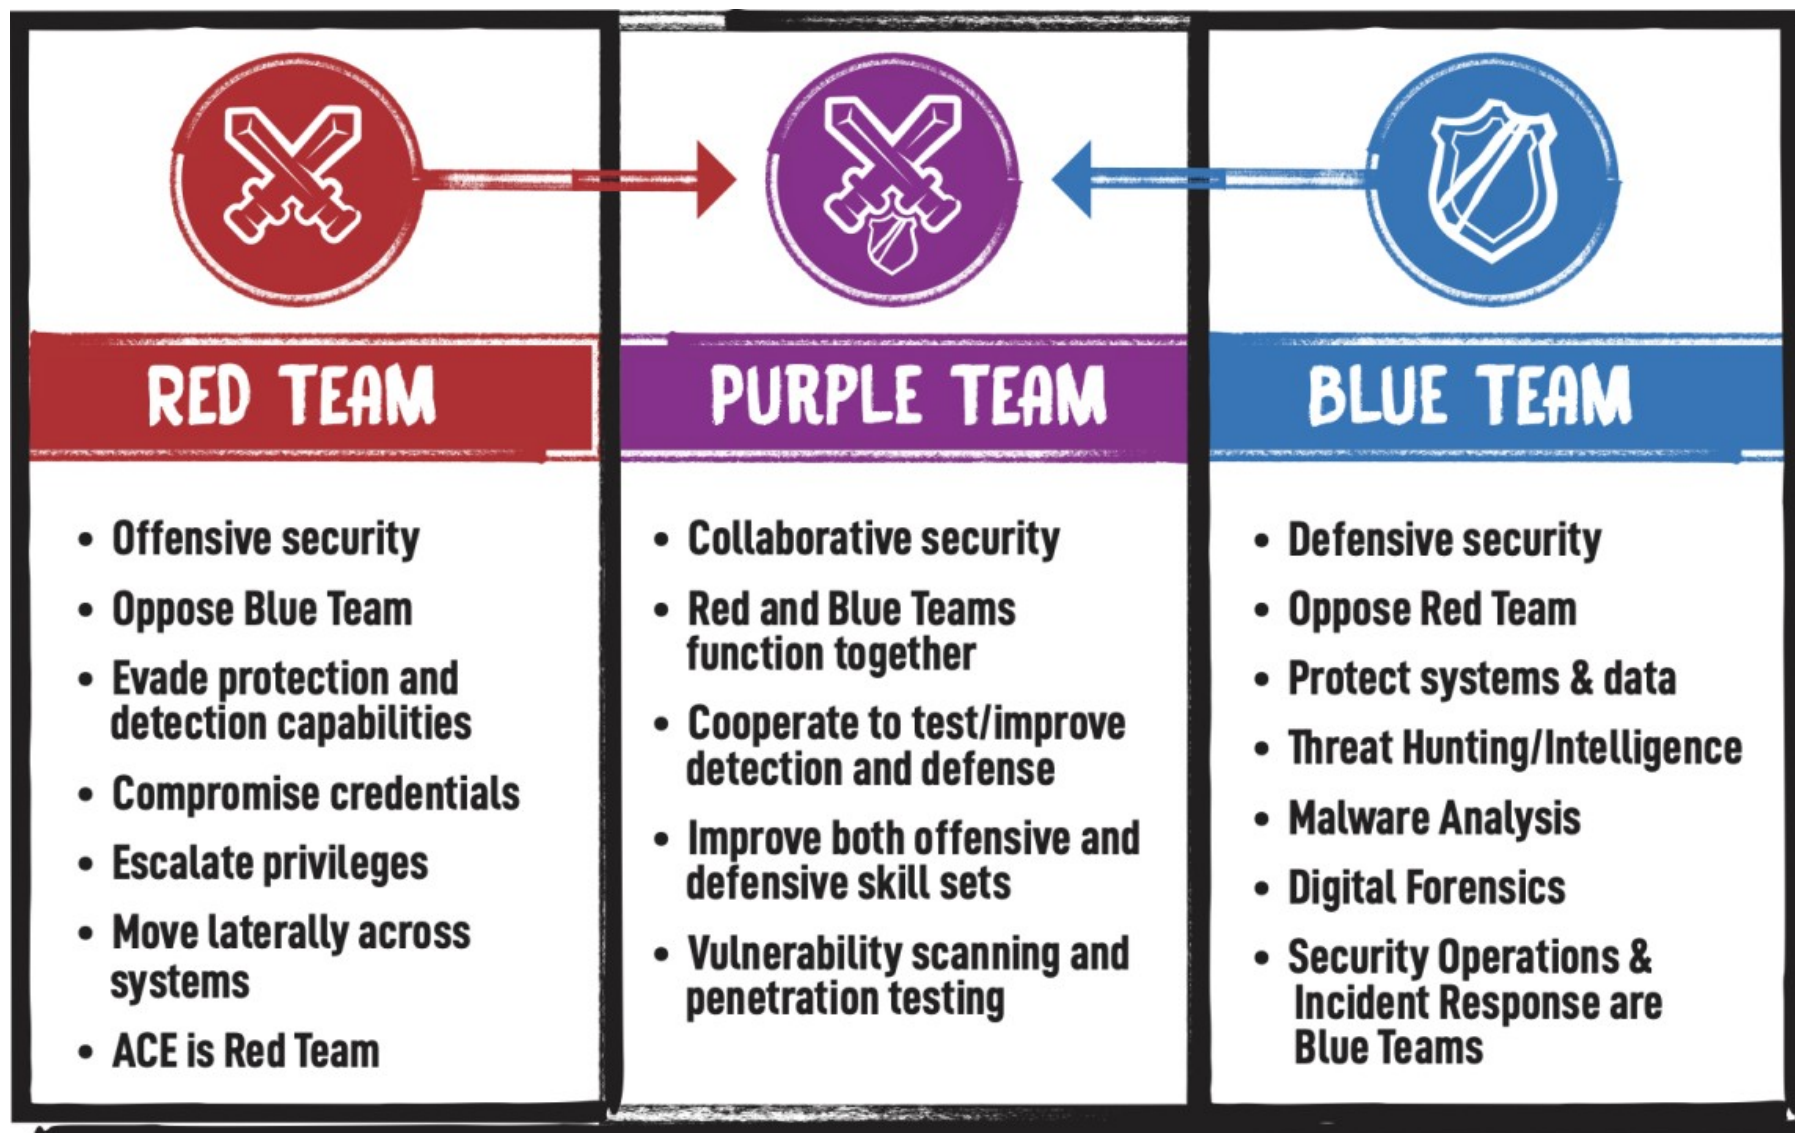 RED TEAM
• Offensive security
• Oppose Blue Team
• Evade protection and
detection capabilities
• Compromise credentials
• Escalate privileges
• Move laterally across
systems
• ACE is Red Team
PURPLE TEAM
• Collaborative security
• Red and Blue Teams
function together
• Cooperate to test/improve
detection and defense
• Improve both offensive and
defensive skill sets
• Vulnerability scanning and
penetration testing
BLUE TEAM
• Defensive security
• Oppose Red Team
• Protect systems & data
• Threat Hunting/Intelligence
• Malware Analysis
• Digital Forensics
• Security Operations &
Incident Response are
Blue Teams